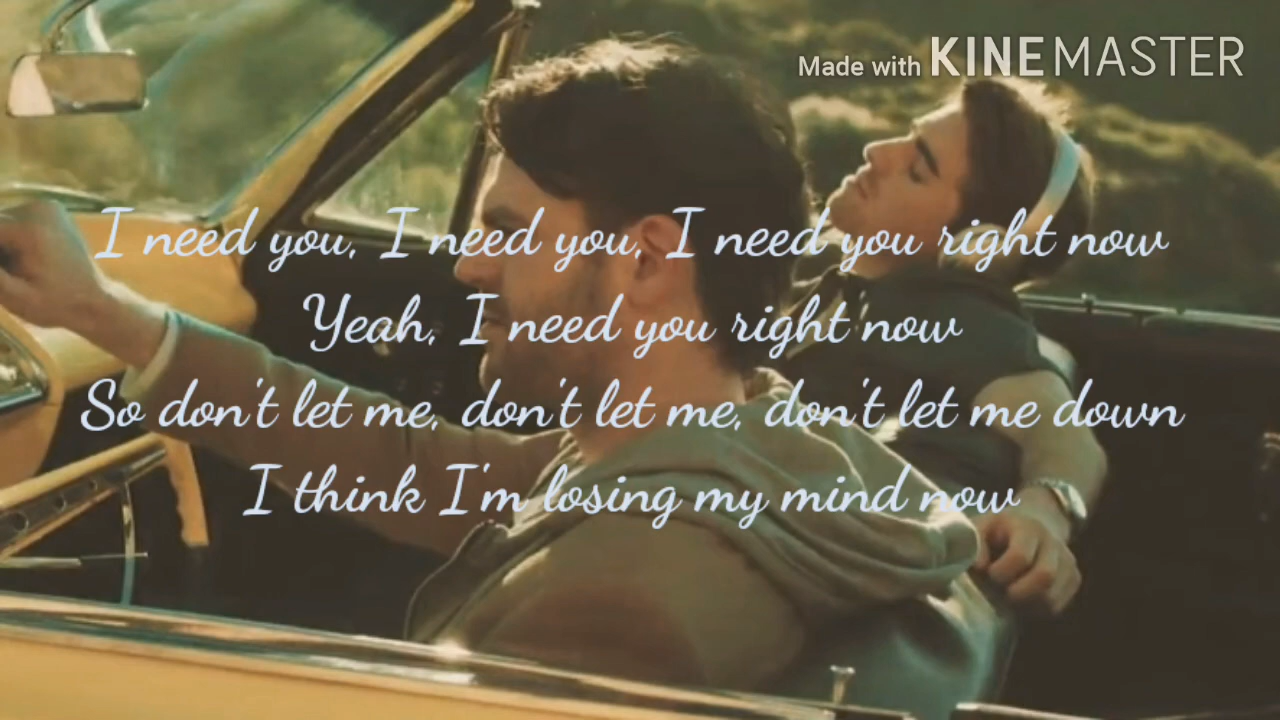 Made with KINEMASTER
I need you, I need you, I need you right now
Yeah, I need you right now
So don't let me, don't let me, don't let me down
I think I'm losing my mind now